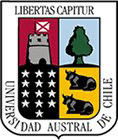 LIBERTAS CAPITUR
UNIVERSIDAD AUSTRAL DE CHILE